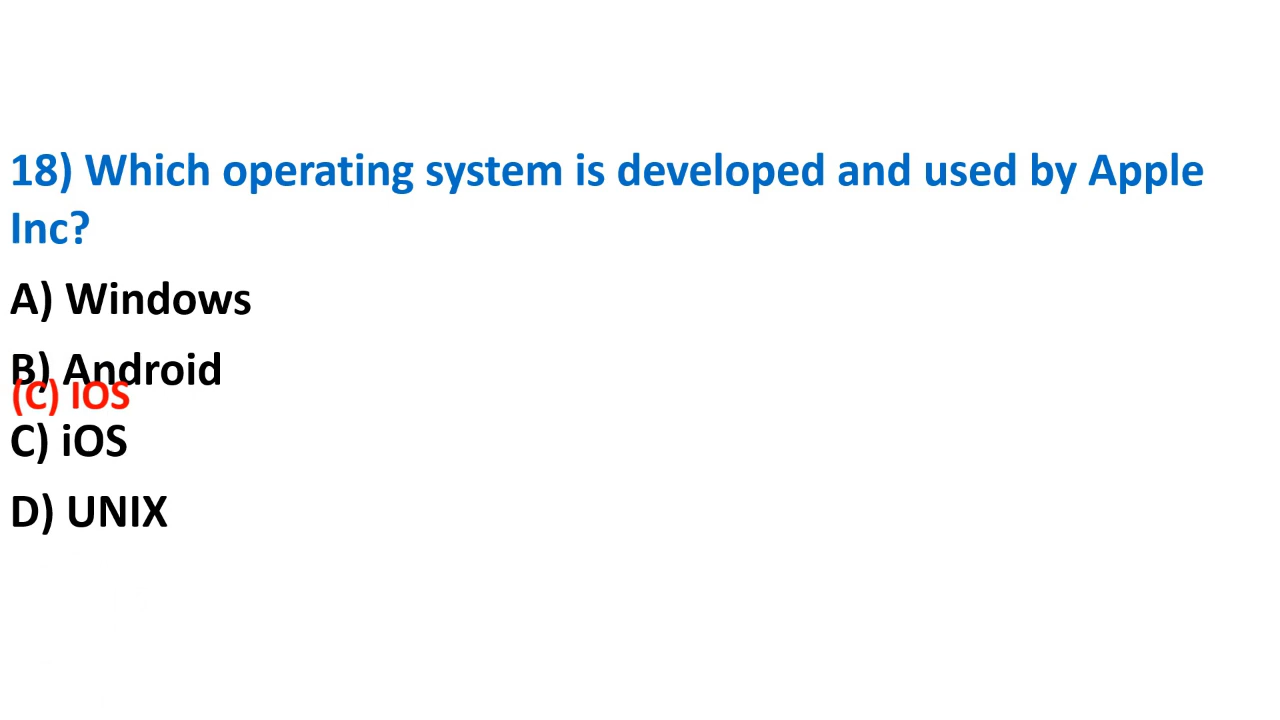 18) Which operating system is developed and used by Apple
Inc?
A) Windows
B) Android
(C) IOS
C) iOS
D) UNIX